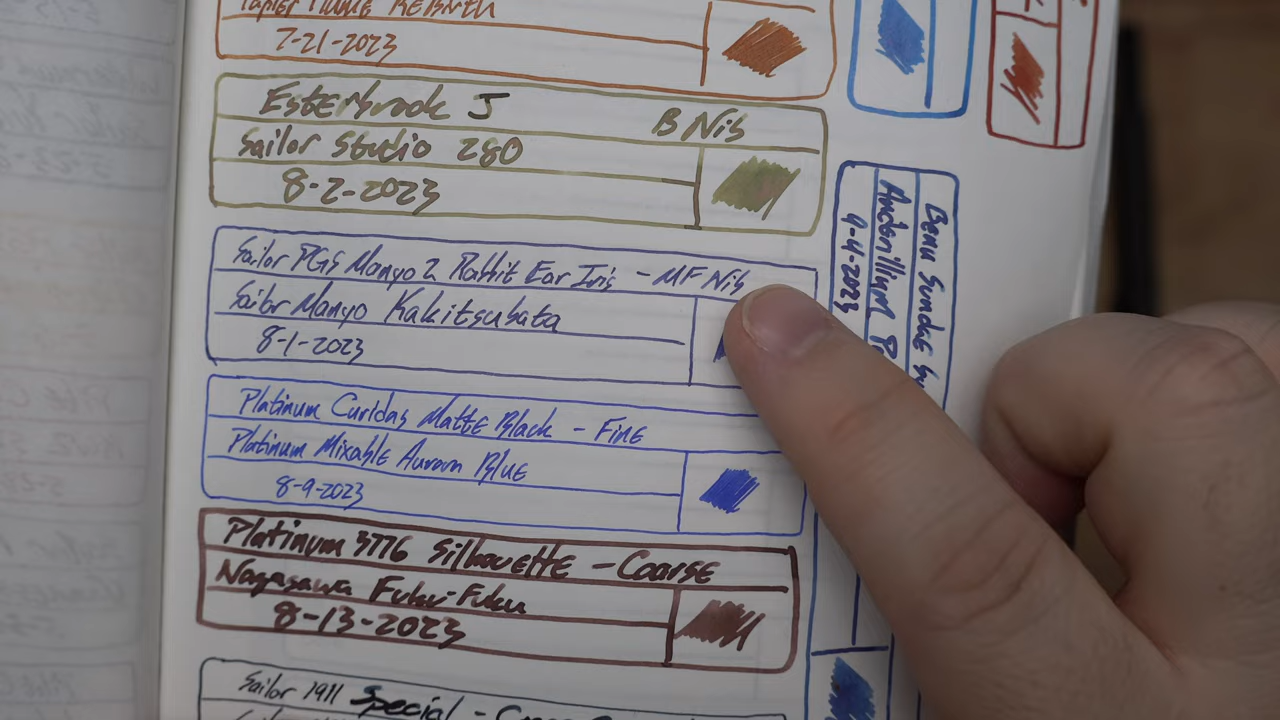 Rebirth
7-21-2023
Esterbrook J
B Nib
Sailor Studio 280
8-2-2023
Sailor PGS Manyo 2 Rabbit Ear Iris - MF Nib
Sailor Manyo Kakitsubata
8-1-2023
Platinum Curidas Matte Black - Fine
Platinum Mixable Aurora Blue
8-9-2023
Platinum 3776 Silhouette - Coarse
Nagasawa Fuku-Fuku
8-13-2023
Sailor 1911 Special -
Benu Sundae
4-4-2023